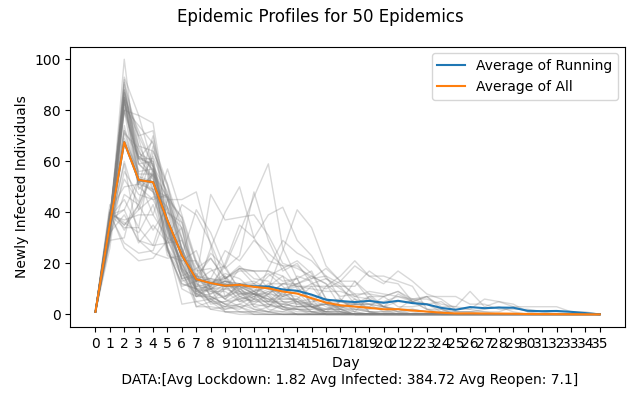 Epidemic Profiles for 50 Epidemics
100
80
60
40
20
0
Newly Infected Individuals
Average of Running
Average of All
0 1 2 3 4 5 6 7 8 9 10 11 12 13 14 15 16 17 18 19 20 21 22 23 24 25 26 27 28 29 30 31 32 33 34 35
Day
DATA:[Avg Lockdown: 1.82 Avg Infected: 384.72 Avg Reopen: 7.1]